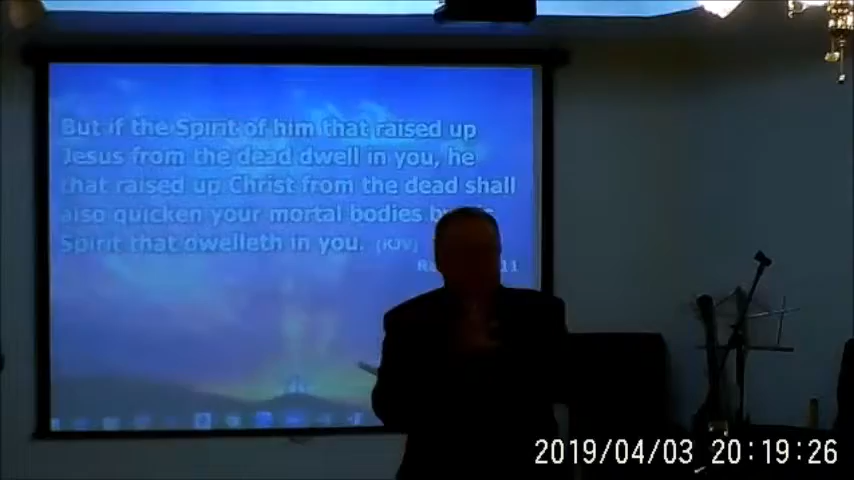 But if the Spirit of him that raised up
Jesus from the dead dwell in you, he
that raised up Christ from the dead shall
also quicken your mortal bodies
Spirit that dwelleth in you. (KJV)
11
2019/04/03 20:19:26